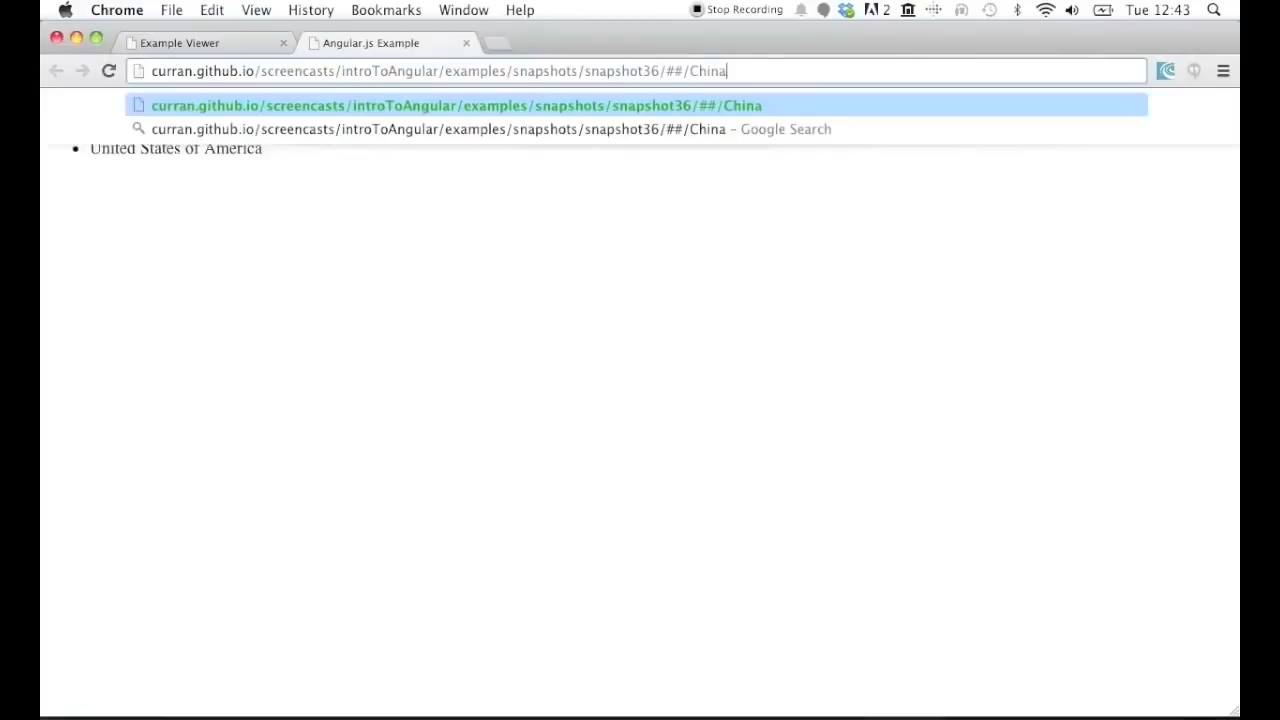 Chrome File Edit View History Bookmarks Window Help Stop Recording 2 Tue 12:43
Example Viewer Angular.js Example
curran.github.io/screencasts/introToAngular/examples/snapshots/snapshot36/##/China
curran.github.io/screencasts/introToAngular/examples/snapshots/snapshot36/##/China
curran.github.io/screencasts/introToAngular/examples/snapshots/snapshot36/##/China – Google Search
United States of America